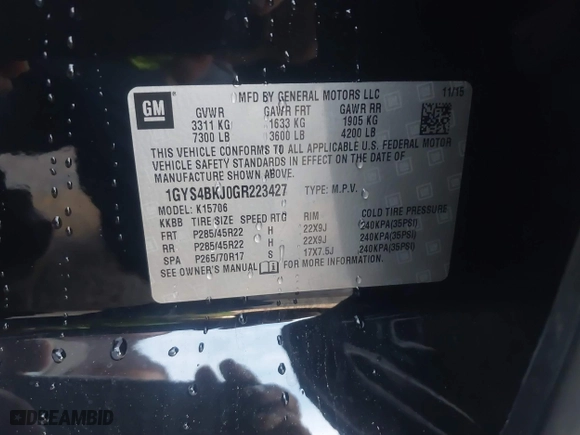 MFD BY GENERAL MOTORS LLC 11/15
GM
GVWR GAWR FRT GAWR RR
3311 KG 1633 KG 1905 KG
7300 LB 3600 LB 4200 LB
THIS VEHICLE CONFORMS TO ALL APPLICABLE U.S. FEDERAL MOTOR
VEHICLE SAFETY STANDARDS IN EFFECT ON THE DATE OF
MANUFACTURE SHOWN ABOVE.
1GYS4BKJ0GR223427 TYPE: M.P.V.
MODEL: K15706
KKBB TIRE SIZE SPEED RTG RIM COLD TIRE PRESSURE
FRT P285/45R22 H 22X9J 240KPA(35PSI)
RR P285/45R22 H 22X9J 240KPA(35PSI)
SPA P265/70R17 S 17X7.5J 240KPA(35PSI)
SEE OWNER'S MANUAL FOR MORE INFORMATION.
DREAMBID